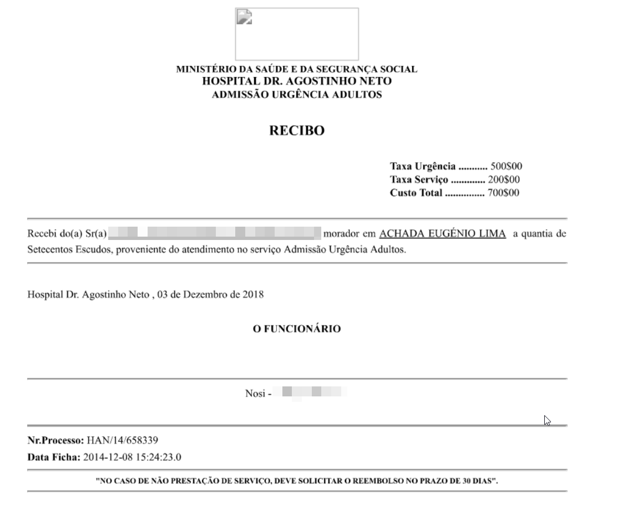 MINISTÉRIO DA SAÚDE E DA SEGURANÇA SOCIAL
HOSPITAL DR. AGOSTINHO NETO
ADMISSÃO URGÊNCIA ADULTOS
RECIBO
Taxa Urgência ........... 500$00
Taxa Serviço ............. 200$00
Custo Total ............... 700$00
Recebi do(a) Sr(a) morador em ACHADA EUGÉNIO LIMA a quantia de
Setecentos Escudos, proveniente do atendimento no serviço Admissão Urgência Adultos.
Hospital Dr. Agostinho Neto , 03 de Dezembro de 2018
O FUNCIONÁRIO
Nosi -
Nr.Processo: HAN/14/658339
Data Ficha: 2014-12-08 15:24:23.0
"NO CASO DE NÃO PRESTAÇÃO DE SERVIÇO, DEVE SOLICITAR O REEMBOLSO NO PRAZO DE 30 DIAS".